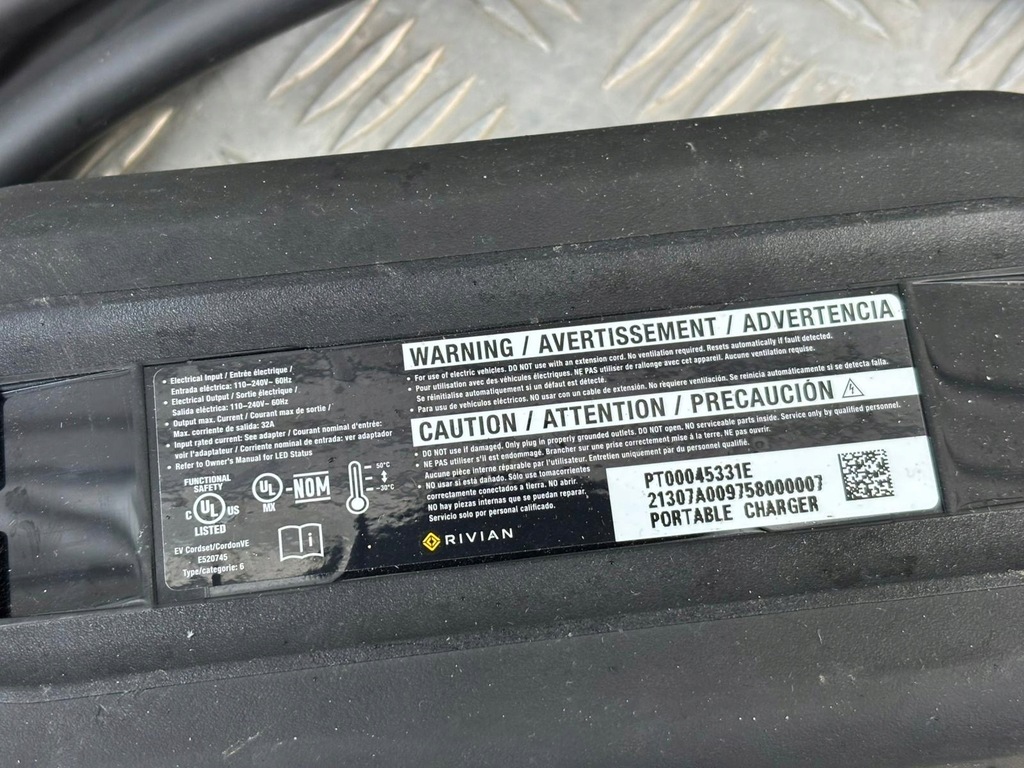 • Electrical Input / Entrée électrique /
Entrada eléctrica: 110–240V~ 60Hz
• Electrical Output / Sortie électrique /
Salida eléctrica: 110–240V~ 60Hz
• Output max. Current / Courant max de sortie /
Max. corriente de salida: 32A
• Input rated current: See adapter / Courant nominal d'entrée:
voir l'adaptateur / Corriente nominal de entrada: ver adaptador
• Refer to Owner's Manual for LED Status
FUNCTIONAL
SAFETY
C UL US
LISTED
UL
MX
-NOM
50°C
-30°C
EV Cordset/CordonVE
E520745
Type/categorie: 6
WARNING / AVERTISSEMENT / ADVERTENCIA
• For use of electric vehicles. DO NOT use with an extension cord. No ventilation required. Resets automatically if fault detected.
• Pour utilisation avec des véhicules électriques. NE PAS utiliser de rallonge avec cet appareil. Aucune ventilation requise.
Se réinitialise automatiquement si un défaut est détecté.
• Para uso de vehículos eléctricos. NO usar con un cable de extensión. No requiere ventilación. Se reinicia automáticamente si se detecta falla.
CAUTION / ATTENTION / PRECAUCIÓN
• DO NOT use if damaged. Only plug in properly grounded outlets. DO NOT open. NO serviceable parts inside. Service only by qualified personnel.
• NE PAS utiliser s'il est endommagé. Brancher sur une prise correctement mise à la terre. NE PAS ouvrir.
Aucune pièce interne réparable par l'utilisateur. Entretien uniquement par du personnel qualifié.
• NO usar si está dañado. Solo use tomacorrientes
correctamente conectados a tierra. NO abrir.
NO hay piezas internas que se puedan reparar.
Servicio solo por personal calificado.
RIVIAN
PT00045331E
21307A009758000007
PORTABLE CHARGER